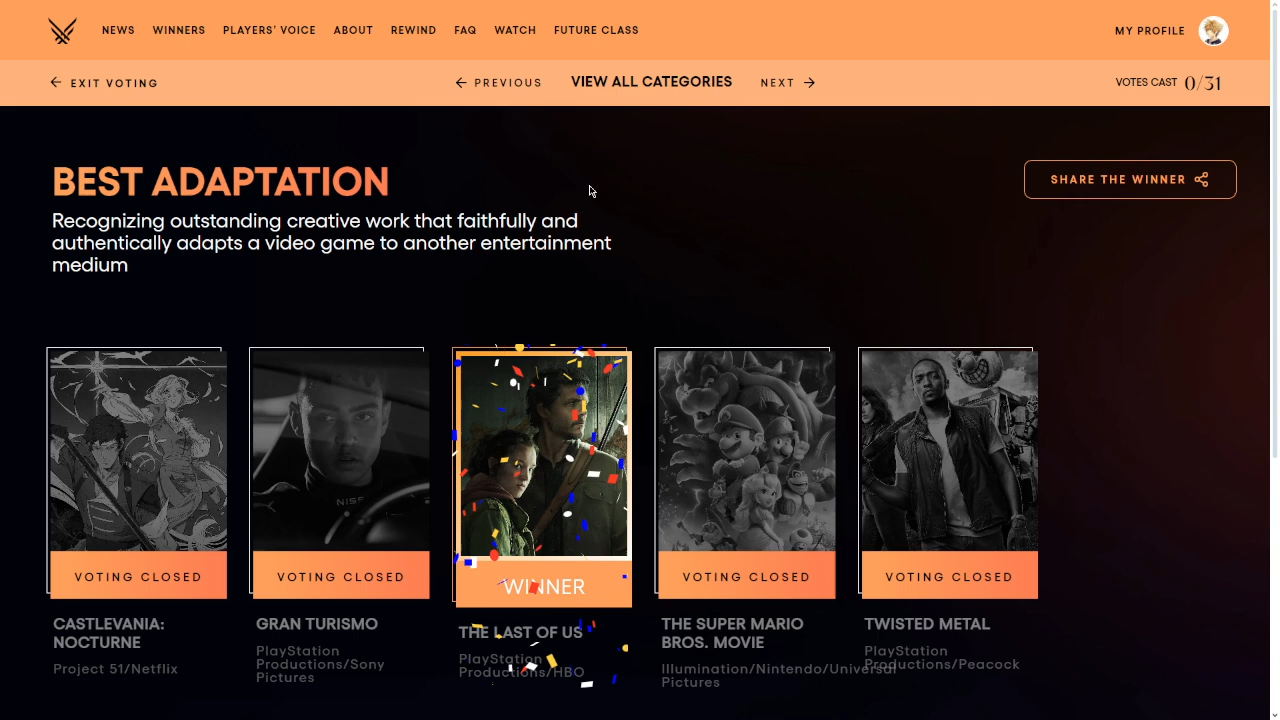 NEWS WINNERS PLAYERS' VOICE ABOUT REWIND FAQ WATCH FUTURE CLASS MY PROFILE
EXIT VOTING PREVIOUS VIEW ALL CATEGORIES NEXT VOTES CAST 0/31
BEST ADAPTATION
SHARE THE WINNER
Recognizing outstanding creative work that faithfully and
authentically adapts a video game to another entertainment
medium
NISS
VOTING CLOSED
CASTLEVANIA:
NOCTURNE
Project 51/Netflix
VOTING CLOSED
GRAN TURISMO
PlayStation
Productions/Sony
Pictures
WINNER
THE LAST OF US
PlayStation
Productions/HBO
VOTING CLOSED
THE SUPER MARIO
BROS. MOVIE
Illumination/Nintendo/Universal
Pictures
VOTING CLOSED
TWISTED METAL
PlayStation
Productions/Peacock